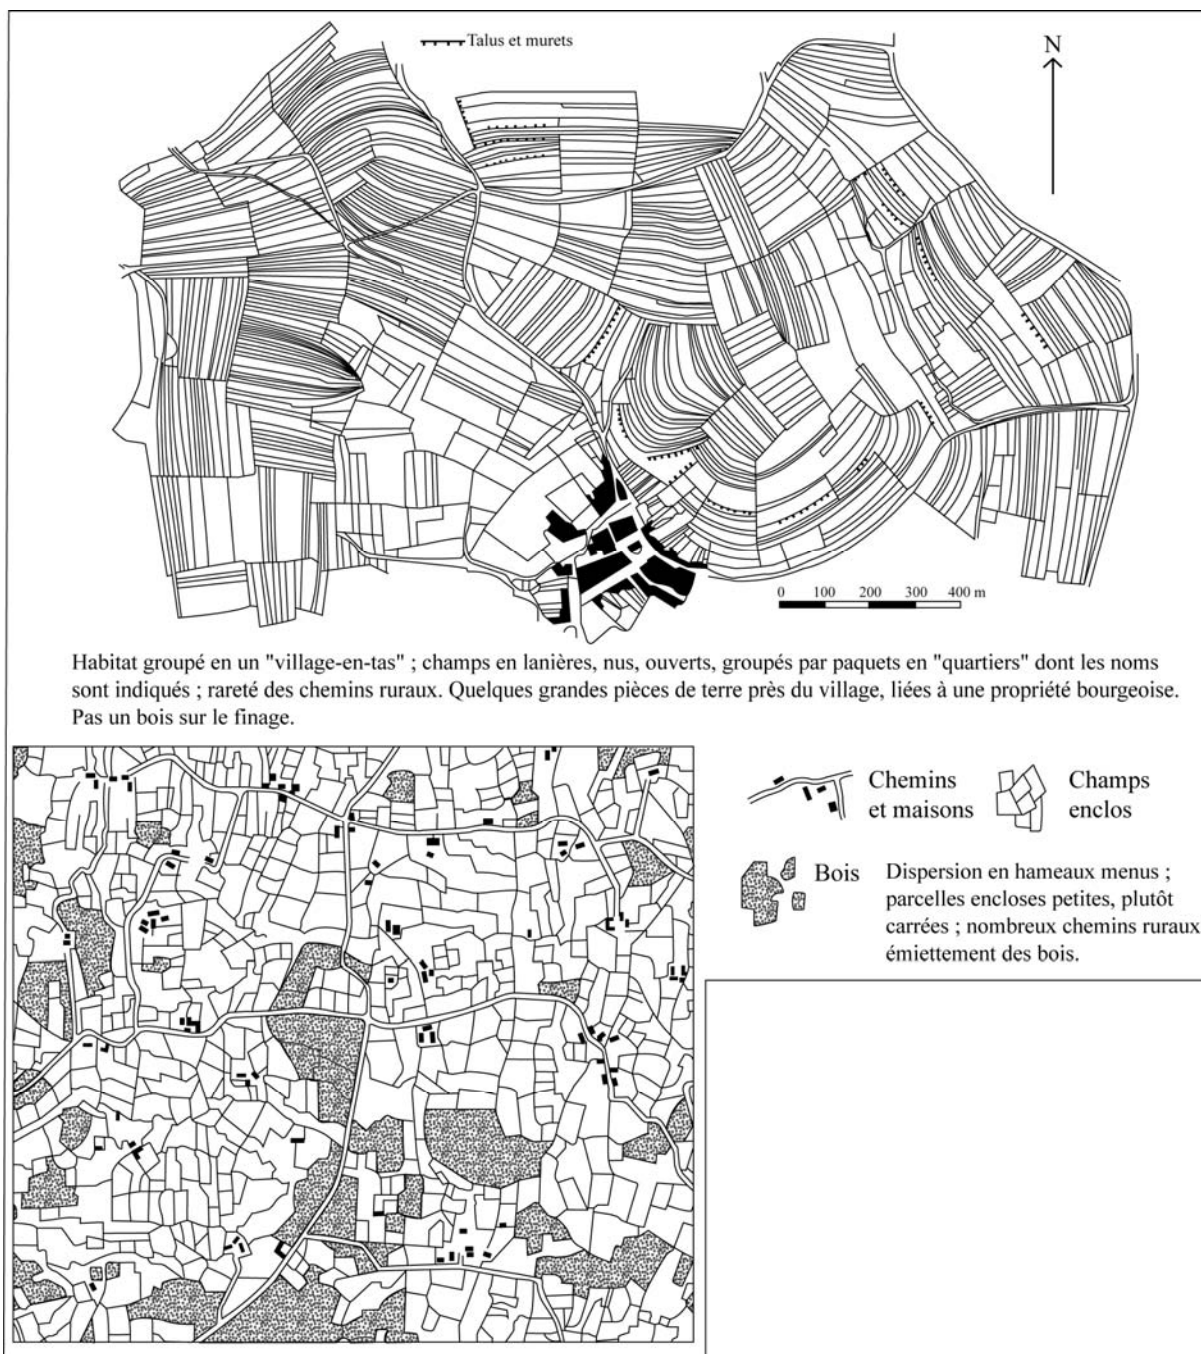 Talus et murets
N
0 100 200 300 400 m
Habitat groupé en un "village-en-tas" ; champs en lanières, nus, ouverts, groupés par paquets en "quartiers" dont les noms
sont indiqués ; rareté des chemins ruraux. Quelques grandes pièces de terre près du village, liées à une propriété bourgeoise.
Pas un bois sur le finage.
Chemins
et maisons
Champs
enclos
Bois
Dispersion en hameaux menus ;
parcelles encloses petites, plutôt
carrées ; nombreux chemins ruraux
émiettement des bois.